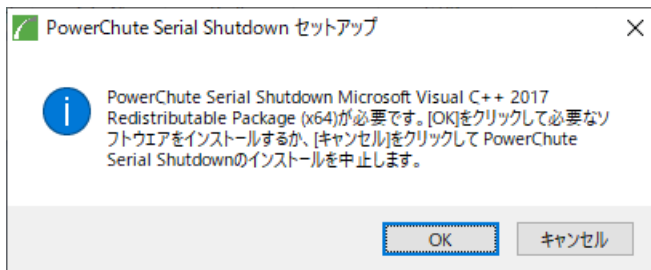 PowerChute Serial Shutdown セットアップ
PowerChute Serial Shutdown Microsoft Visual C++ 2017
Redistributable Package (x64)が必要です。[OK]をクリックして必要なソ
フトウエアをインストールするか、[キャンセル]をクリックして PowerChute
Serial Shutdownのインストールを中止します。
OK
キャンセル